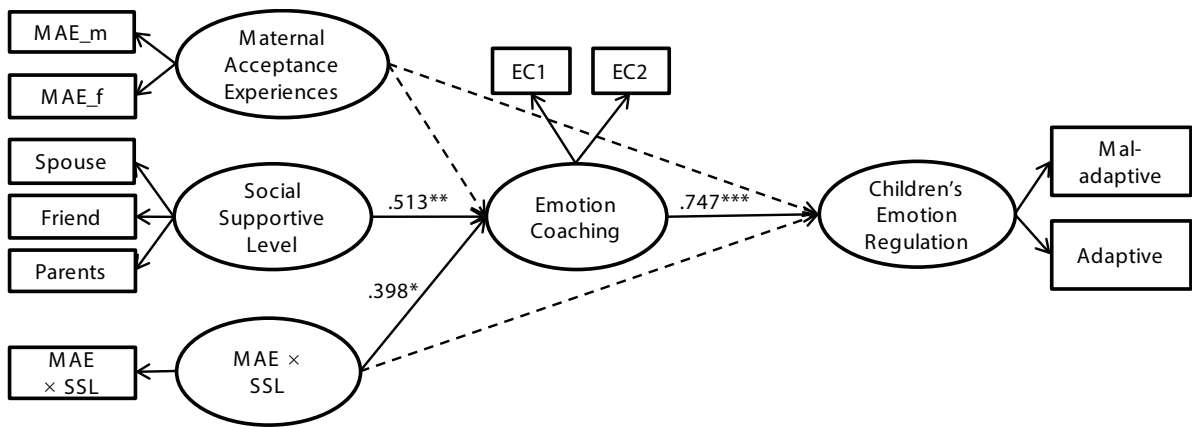 MAE_m
MAE_f
Maternal
Acceptance
Experiences
EC1
EC2
Spouse
Friend
Parents
Social
Supportive
Level
.513**
Emotion
Coaching
.747***
Children's
Emotion
Regulation
Mal-
adaptive
Adaptive
.398*
MAE
× SSL
MAE ×
SSL